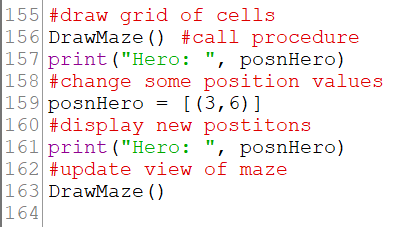 155 #draw grid of cells
156 DrawMaze() #call procedure
157 print("Hero: ", posnHero)
158 #change some position values
159 posnHero = [(3,6)]
160 #display new postitons
161 print("Hero: ", posnHero)
162 #update view of maze
163 DrawMaze()
164